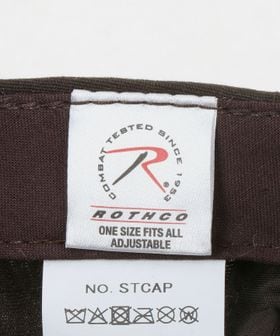 COMBAT TESTED SINCE 1953
R
ROTHCO
ONE SIZE FITS ALL
ADJUSTABLE
NO. STCAP